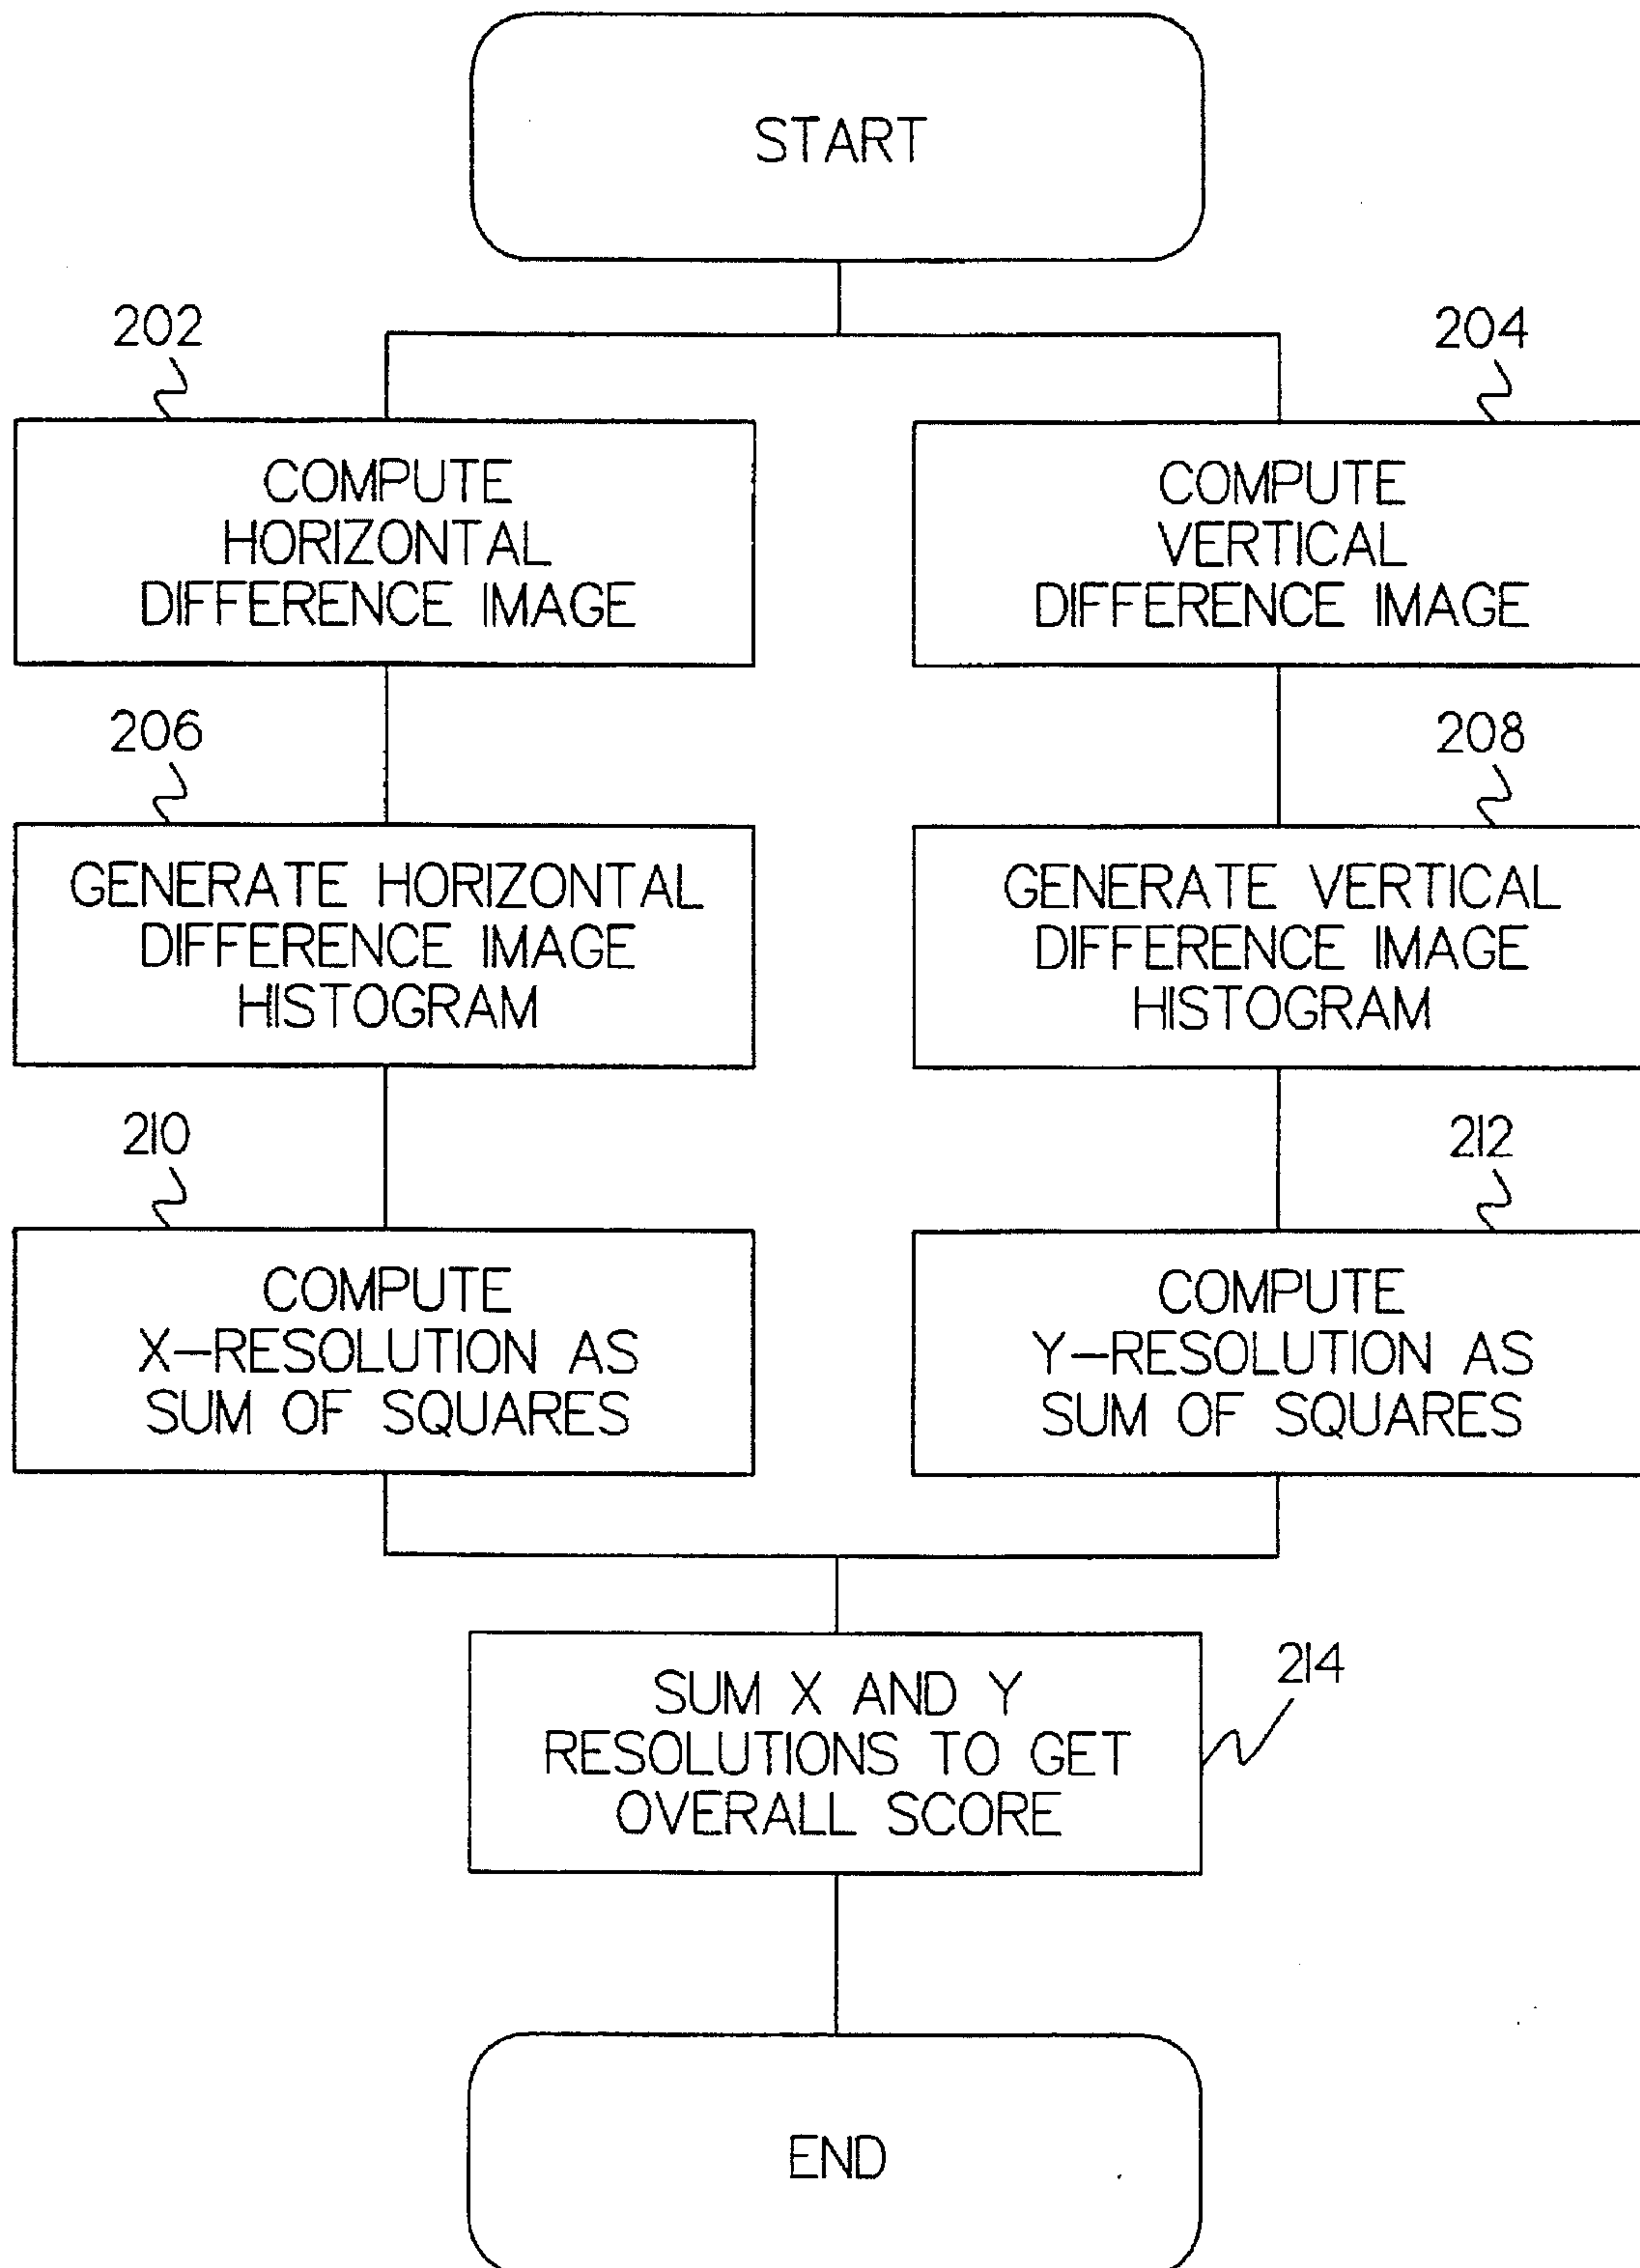 START
202
204
COMPUTE
HORIZONTAL
DIFFERENCE IMAGE
COMPUTE
VERTICAL
DIFFERENCE IMAGE
206
208
GENERATE HORIZONTAL
DIFFERENCE IMAGE
HISTOGRAM
GENERATE VERTICAL
DIFFERENCE IMAGE
HISTOGRAM
210
212
COMPUTE
X-RESOLUTION AS
SUM OF SQUARES
COMPUTE
Y-RESOLUTION AS
SUM OF SQUARES
214
SUM X AND Y
RESOLUTIONS TO GET
OVERALL SCORE
END